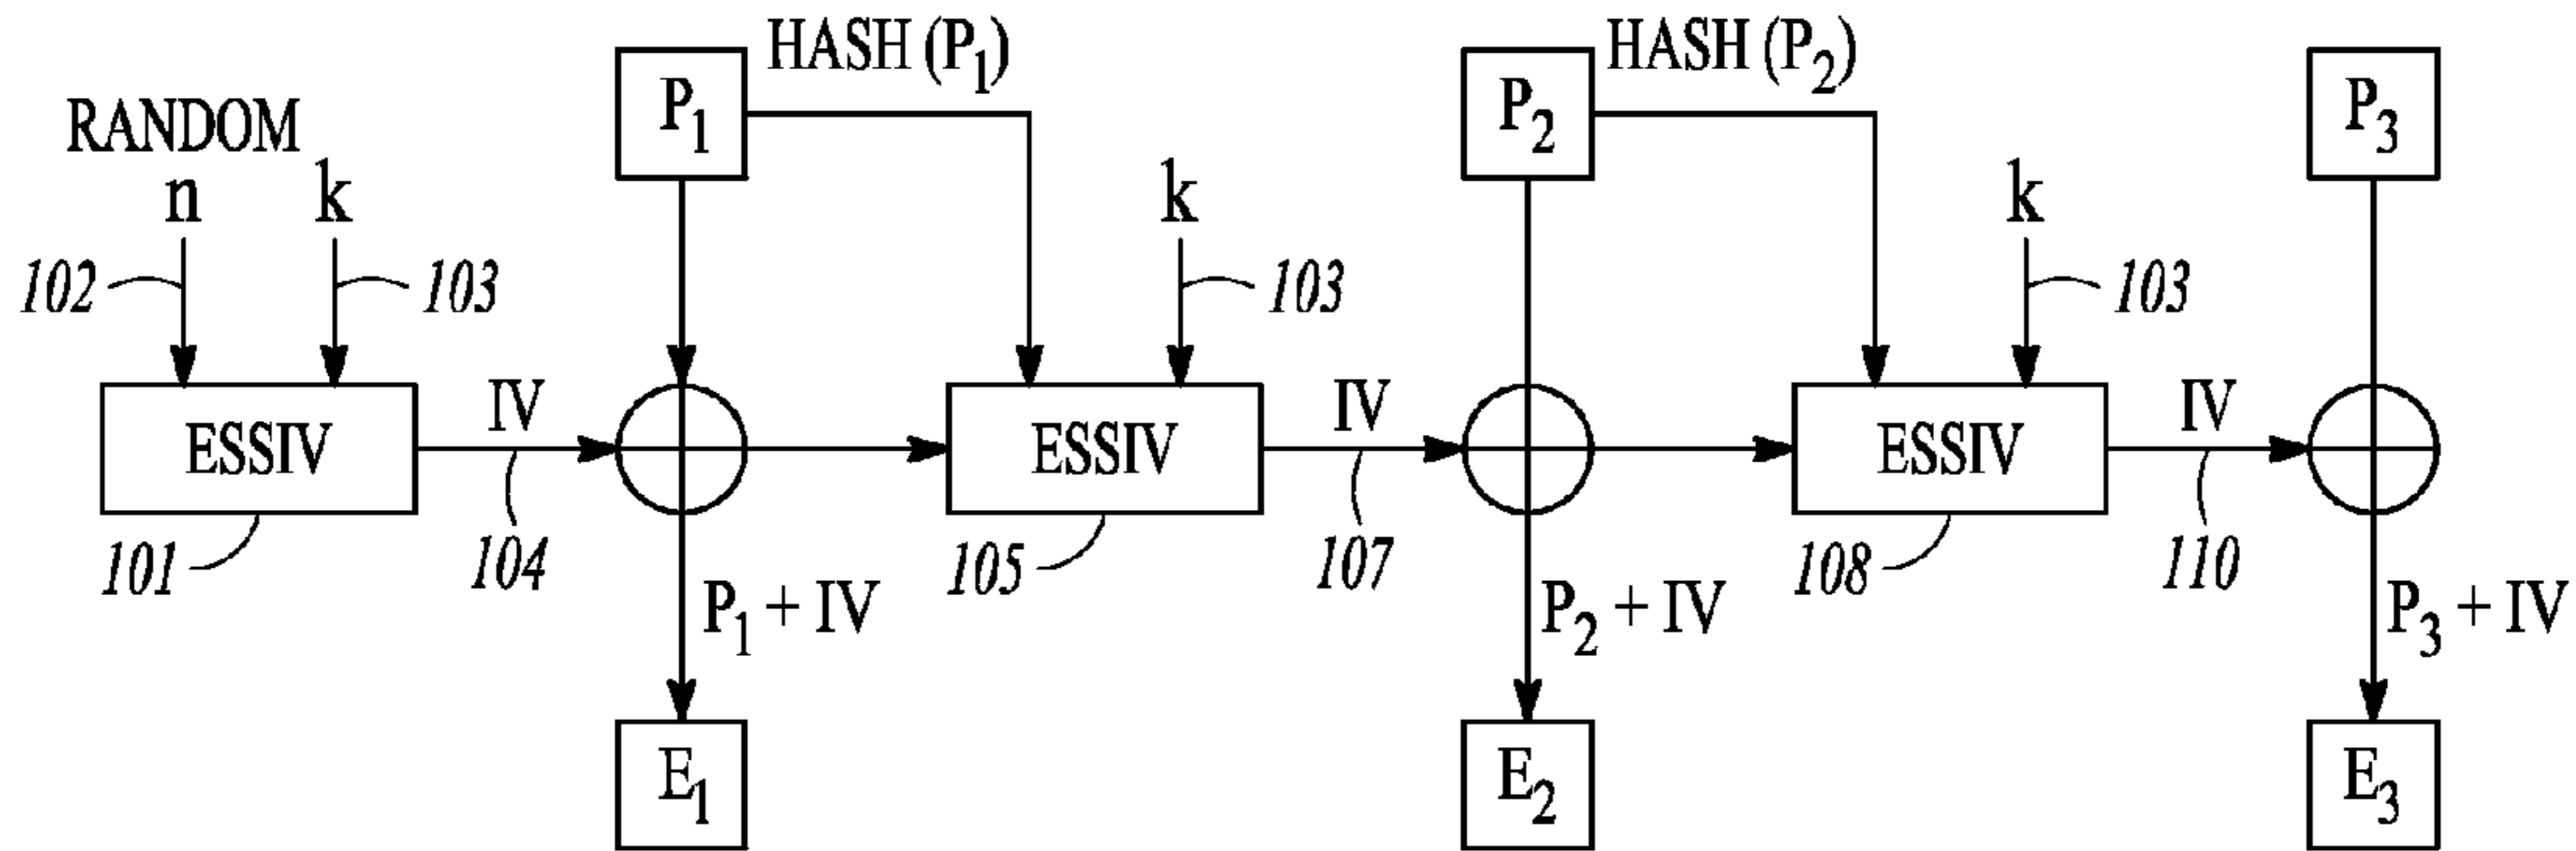 RANDOM
n k
102 103
ESSIV
101
IV
104
P1 HASH (P1)
P1 + IV
E1
k
103
ESSIV
105
IV
107
P2 HASH (P2)
P2 + IV
E2
k
103
ESSIV
108
IV
110
P3
P3 + IV
E3